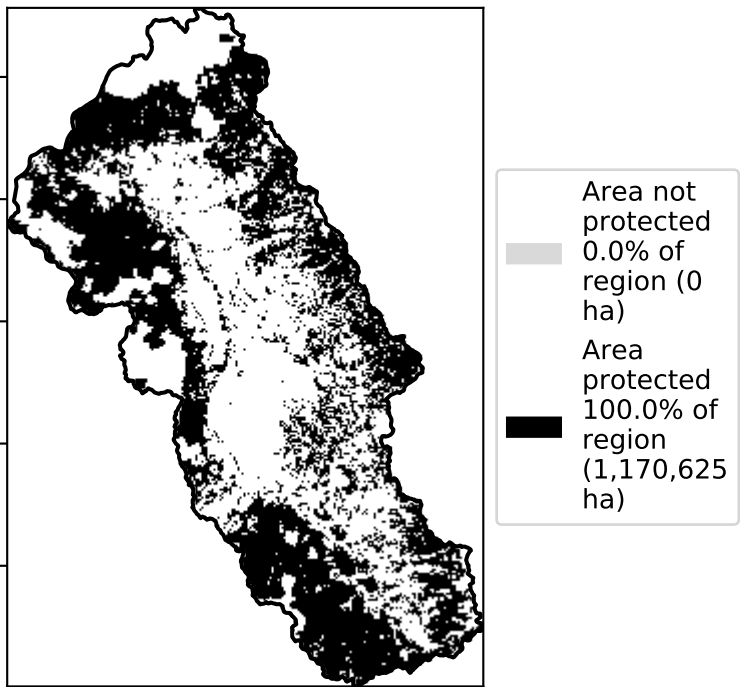 Area not
protected
0.0% of
region (0
ha)
Area
protected
100.0% of
region
(1,170,625
ha)